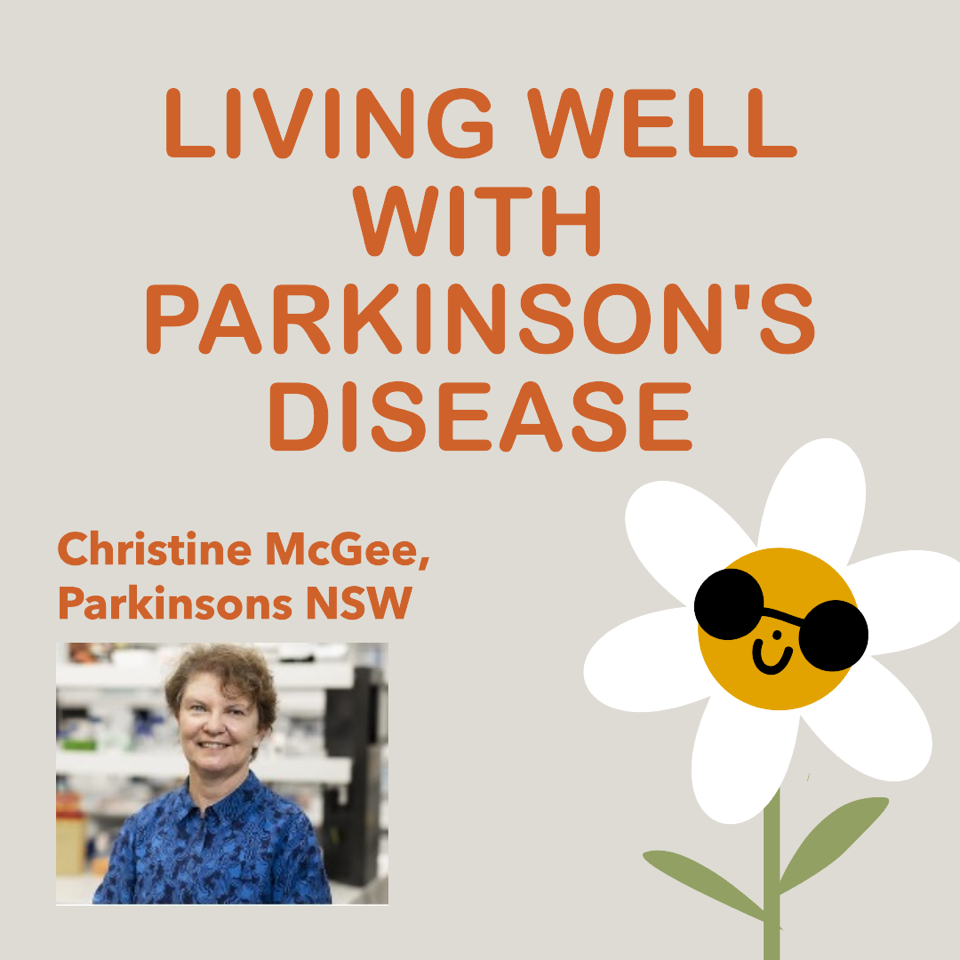 LIVING WELL
WITH
PARKINSON'S
DISEASE
Christine McGee,
Parkinsons NSW